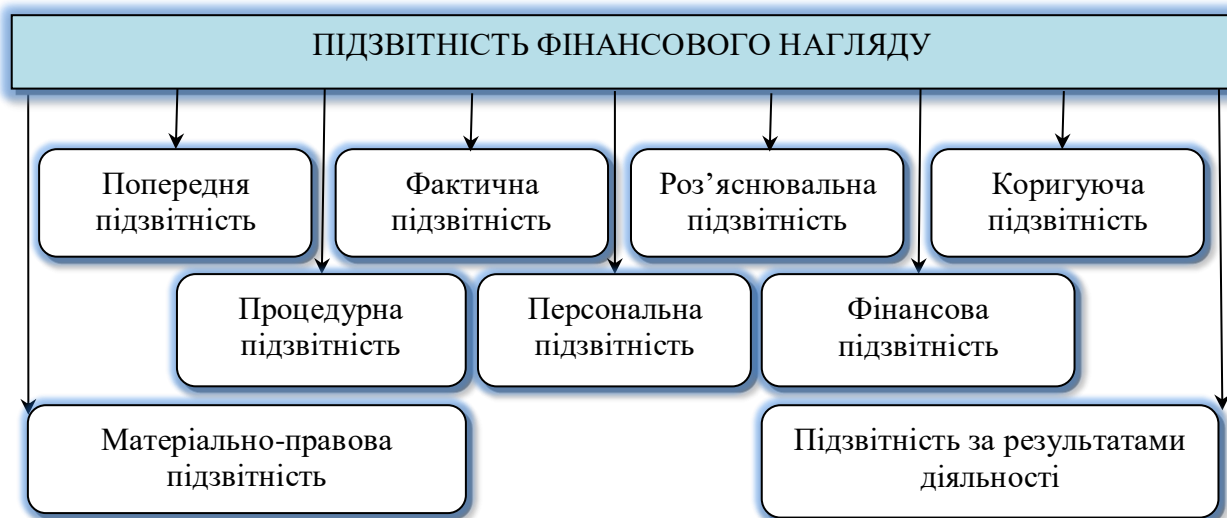 ПІДЗВІТНІСТЬ ФІНАНСОВОГО НАГЛЯДУ
Попередня
підзвітність
Фактична
підзвітність
Роз’яснювальна
підзвітність
Коригуюча
підзвітність
Процедурна
підзвітність
Персональна
підзвітність
Фінансова
підзвітність
Матеріально-правова
підзвітність
Підзвітність за результатами
діяльності